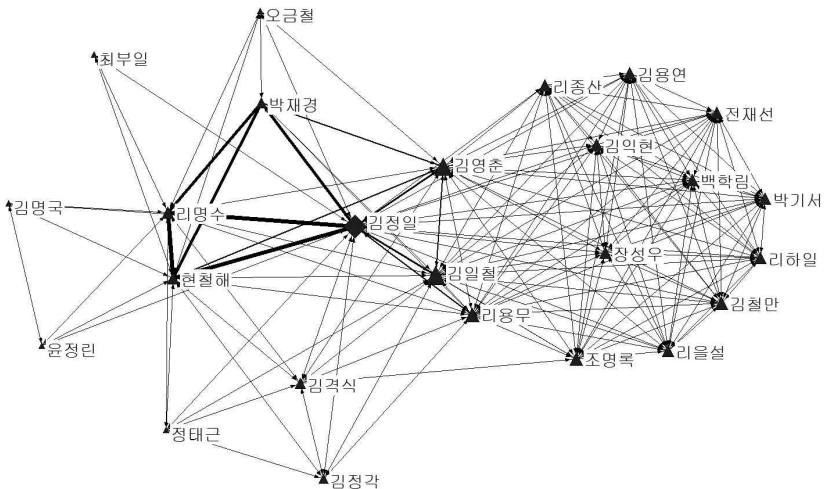 오금철
최부일
박재경
김용연
리종산
전재선
김익현
김영춘
백학림
박기서
김명국
리명수
김정일
장성우
리하일
현철해
김일철
김철만
리용무
윤정린
조명록
리을설
김격식
정태근
김정각